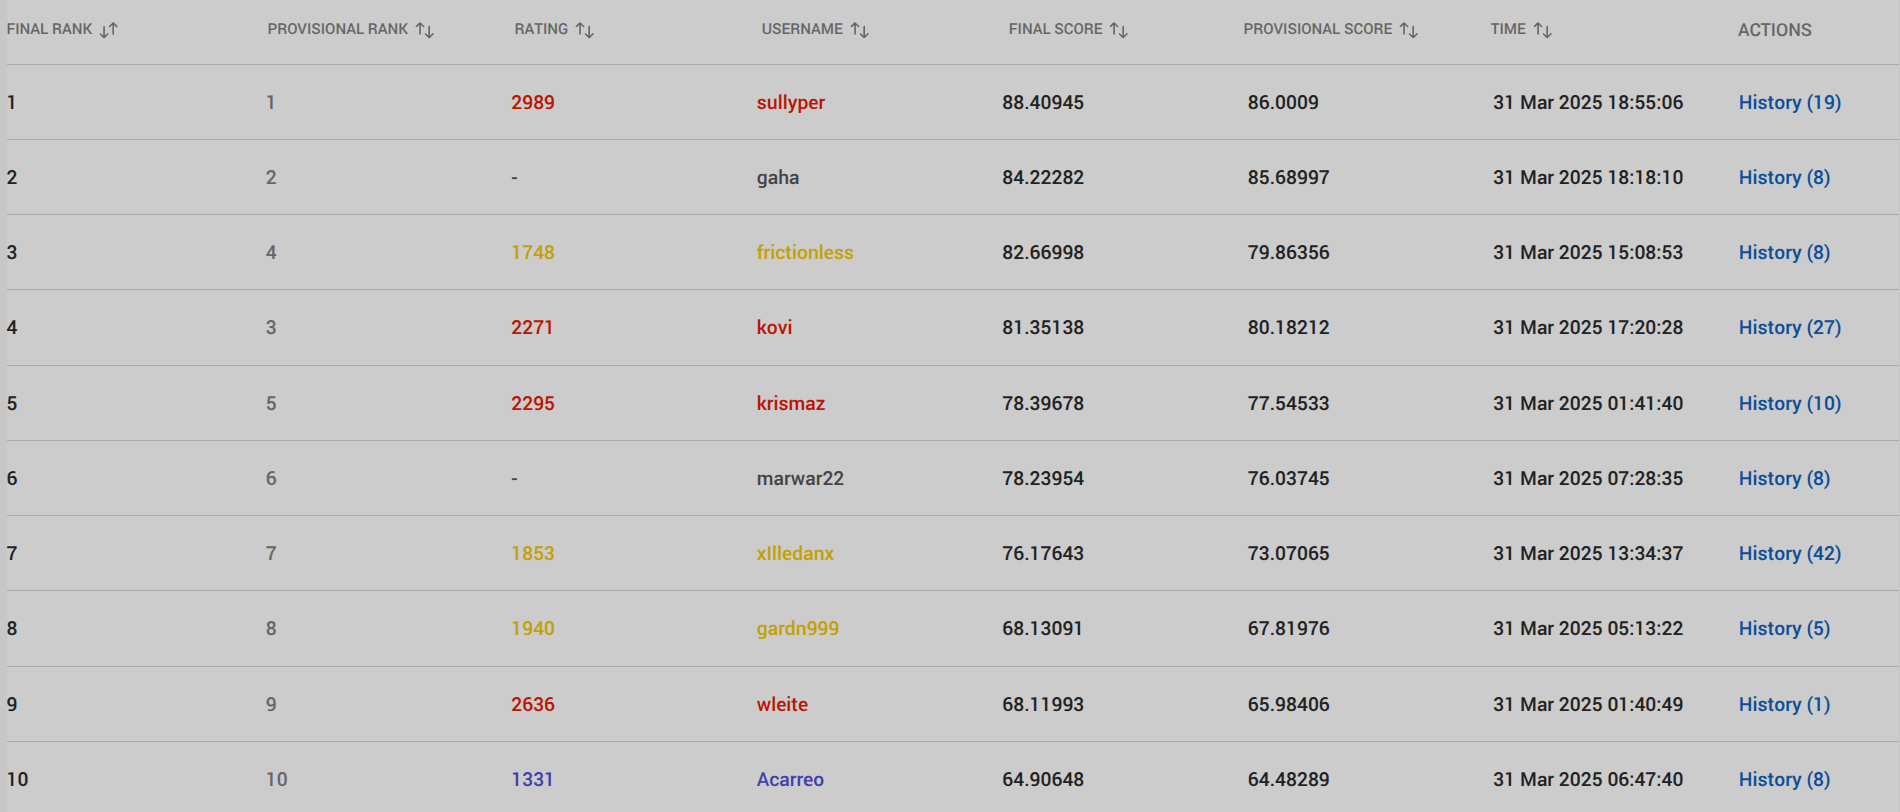 FINAL RANK PROVISIONAL RANK RATING USERNAME FINAL SCORE PROVISIONAL SCORE TIME ACTIONS
1 1 2989 sullyper 88.40945 86.0009 31 Mar 2025 18:55:06 History (19)
2 2 - gaha 84.22282 85.68997 31 Mar 2025 18:18:10 History (8)
3 4 1748 frictionless 82.66998 79.86356 31 Mar 2025 15:08:53 History (8)
4 3 2271 kovi 81.35138 80.18212 31 Mar 2025 17:20:28 History (27)
5 5 2295 krismaz 78.39678 77.54533 31 Mar 2025 01:41:40 History (10)
6 6 - marwar22 78.23954 76.03745 31 Mar 2025 07:28:35 History (8)
7 7 1853 xIlledanx 76.17643 73.07065 31 Mar 2025 13:34:37 History (42)
8 8 1940 gardn999 68.13091 67.81976 31 Mar 2025 05:13:22 History (5)
9 9 2636 wleite 68.11993 65.98406 31 Mar 2025 01:40:49 History (1)
10 10 1331 Acarreo 64.90648 64.48289 31 Mar 2025 06:47:40 History (8)